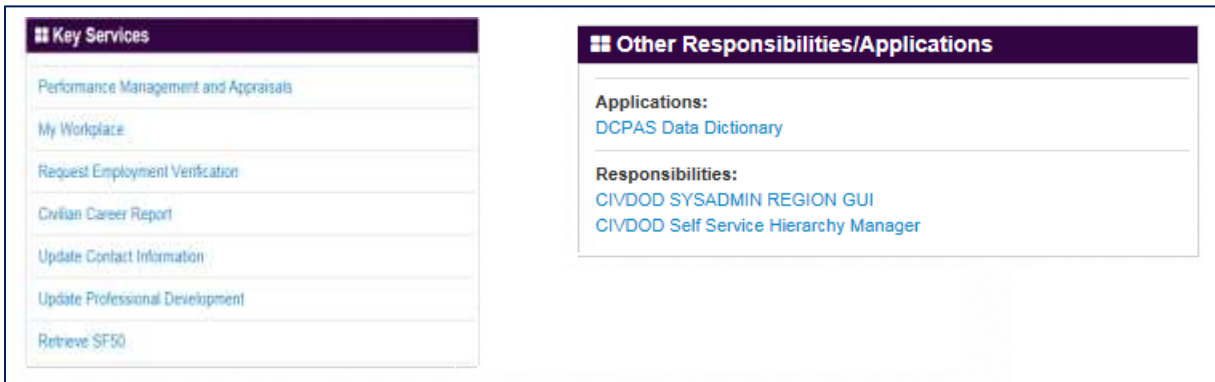 Key Services
Performance Management and Appraisals
My Workplace
Request Employment Verification
Civilian Career Report
Update Contact Information
Update Professional Development
Retrieve SF50
Other Responsibilities/Applications
Applications:
DCPAS Data Dictionary
Responsibilities:
CIVDOD SYSADMIN REGION GUI
CIVDOD Self Service Hierarchy Manager